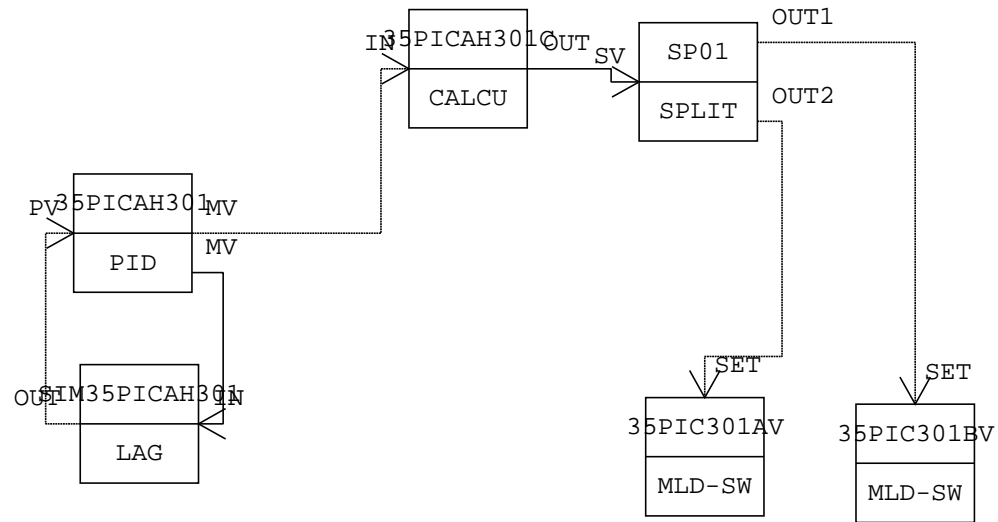 OUT1
IN
35PICAH301C
OUT
SV
SP01
CALCU
SPLIT
OUT2
PV
35PICAH301
MV
MV
PID
SET
SET
OUT
SIM35PICAH301
IN
LAG
35PIC301AV
35PIC301BV
MLD-SW
MLD-SW